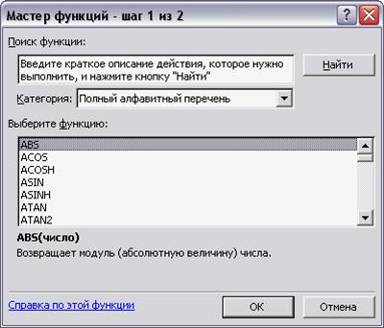 Мастер функций - шаг 1 из 2
Поиск функции:
Введите краткое описание действия, которое нужно
выполнить, и нажмите кнопку "Найти"
Найти
Категория: Полный алфавитный перечень
Выберите функцию:
ABS
ACOS
ACOSH
ASIN
ASINH
ATAN
ATAN2
ABS(число)
Возвращает модуль (абсолютную величину) числа.
Справка по этой функции
ОК
Отмена